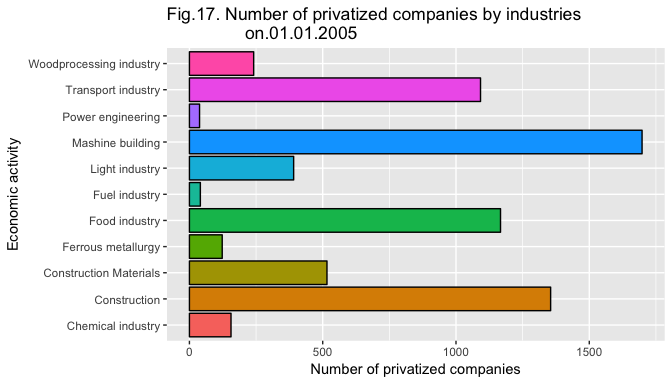 Fig.17. Number of privatized companies by industries
on.01.01.2005
Economic activity
Woodprocessing industry
Transport industry
Power engineering
Mashine building
Light industry
Fuel industry
Food industry
Ferrous metallurgy
Construction Materials
Construction
Chemical industry
0 500 1000 1500
Number of privatized companies